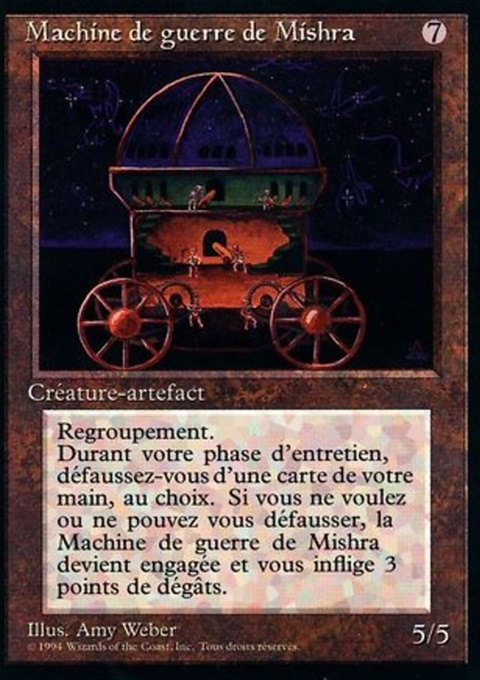 Machine de guerre de Mishra 7
Créature-artefact
Regroupement.
Durant votre phase d'entretien,
défaussez-vous d'une carte de votre
main, au choix. Si vous ne voulez
ou ne pouvez vous défausser, la
Machine de guerre de Mishra
devient engagée et vous inflige 3
points de dégâts.
Illus. Amy Weber
5/5
© 1994 Wizards of the Coast, Inc. Tous droits réservés.